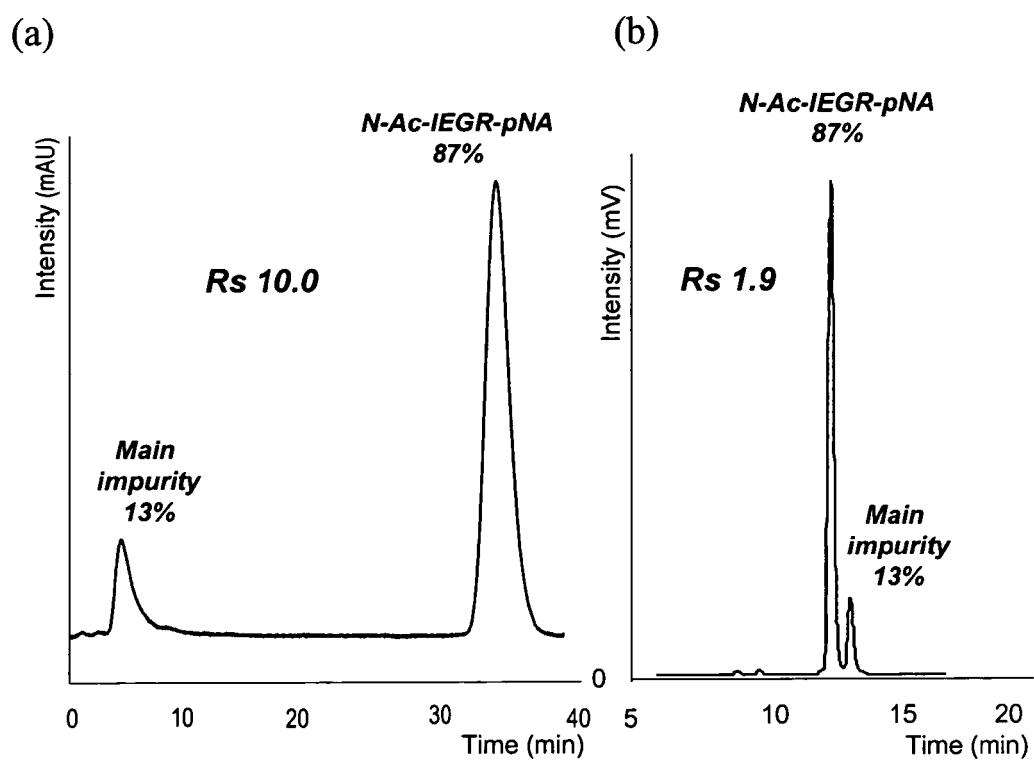 (a)
N-Ac-IEGR-pNA
87%
Intensity (mAU)
Rs 10.0
Main
impurity
13%
0 10 20 30 40
Time (min)
(b)
N-Ac-IEGR-pNA
87%
Intensity (mV)
Rs 1.9
Main
impurity
13%
0
5 10 15 20
Time (min)